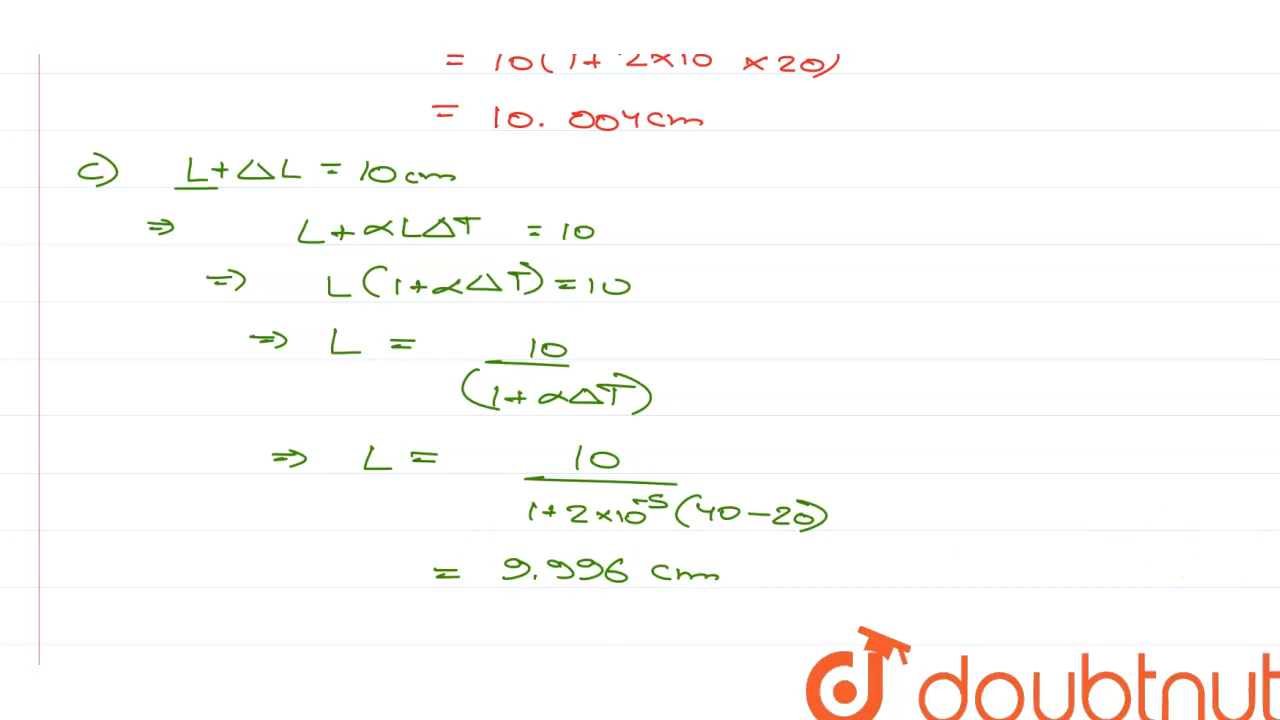 = 10(1+ 2×10 ×20)
= 10.004cm
c) L+ΔL = 10cm
⇒ L+αLΔT = 10
⇒ L(1+αΔT)=10
⇒ L = 10
(1+αΔT)
⇒ L = 10
1+2×10⁻⁵(40-20)
= 9.996 cm
doubtnut